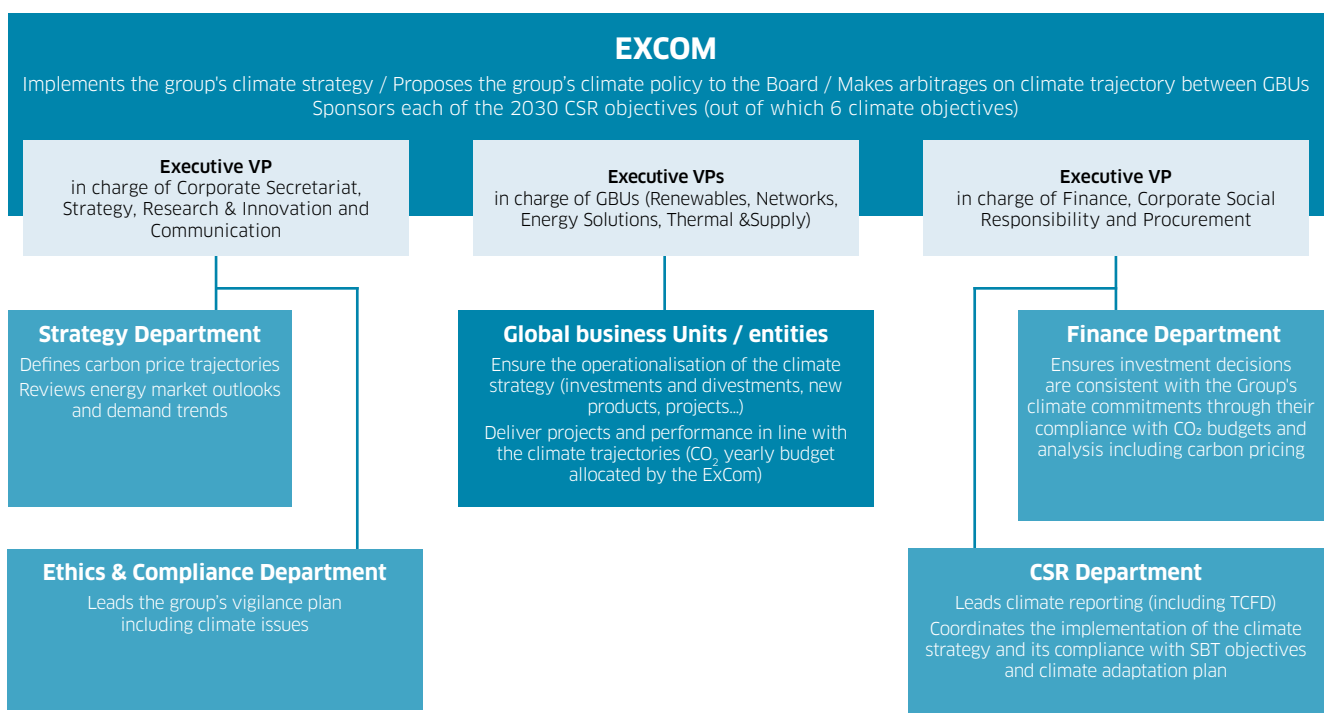 EXCOM
Implements the group's climate strategy / Proposes the group's climate policy to the Board / Makes arbitrages on climate trajectory between GBUs
Sponsors each of the 2030 CSR objectives (out of which 6 climate objectives)
Executive VP
in charge of Corporate Secretariat,
Strategy, Research & Innovation and
Communication
Executive VPs
in charge of GBUs (Renewables, Networks,
Energy Solutions, Thermal &Supply)
Executive VP
in charge of Finance, Corporate Social
Responsibility and Procurement
Strategy Department
Defines carbon price trajectories
Reviews energy market outlooks
and demand trends
Global business Units / entities
Ensure the operationalisation of the climate
strategy (investments and divestments, new
products, projects...)
Deliver projects and performance in line with
the climate trajectories (CO₂ yearly budget
allocated by the ExCom)
Finance Department
Ensures investment decisions
are consistent with the Group's
climate commitments through their
compliance with CO₂ budgets and
analysis including carbon pricing
Ethics & Compliance Department
Leads the group's vigilance plan
including climate issues
CSR Department
Leads climate reporting (including TCFD)
Coordinates the implementation of the climate
strategy and its compliance with SBT objectives
and climate adaptation plan